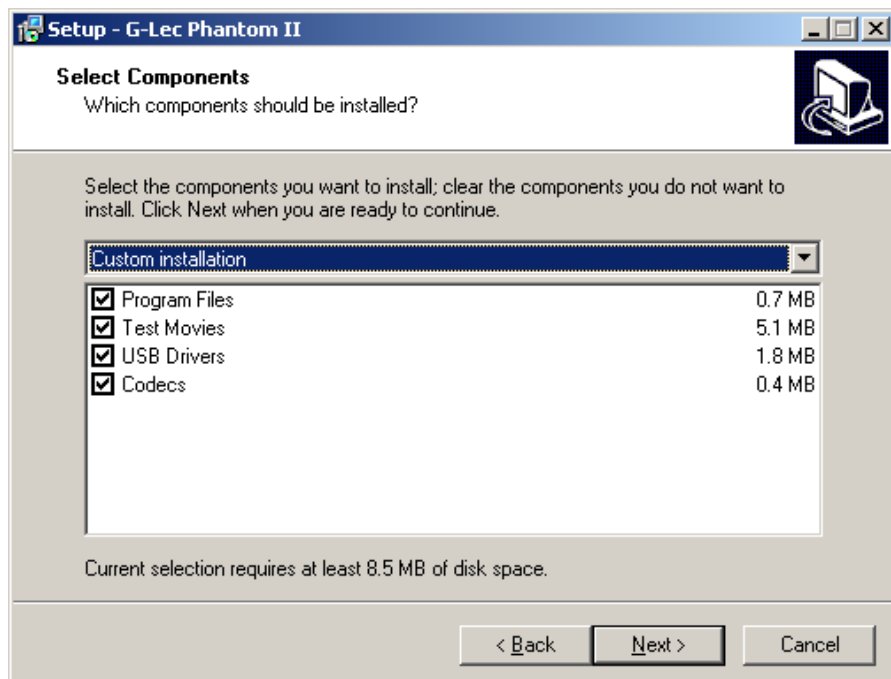 Setup - G-Lec Phantom II
Select Components
Which components should be installed?
Select the components you want to install; clear the components you do not want to
install. Click Next when you are ready to continue.
Custom installation
Program Files 0.7 MB
Test Movies 5.1 MB
USB Drivers 1.8 MB
Codecs 0.4 MB
Current selection requires at least 8.5 MB of disk space.
< Back Next > Cancel